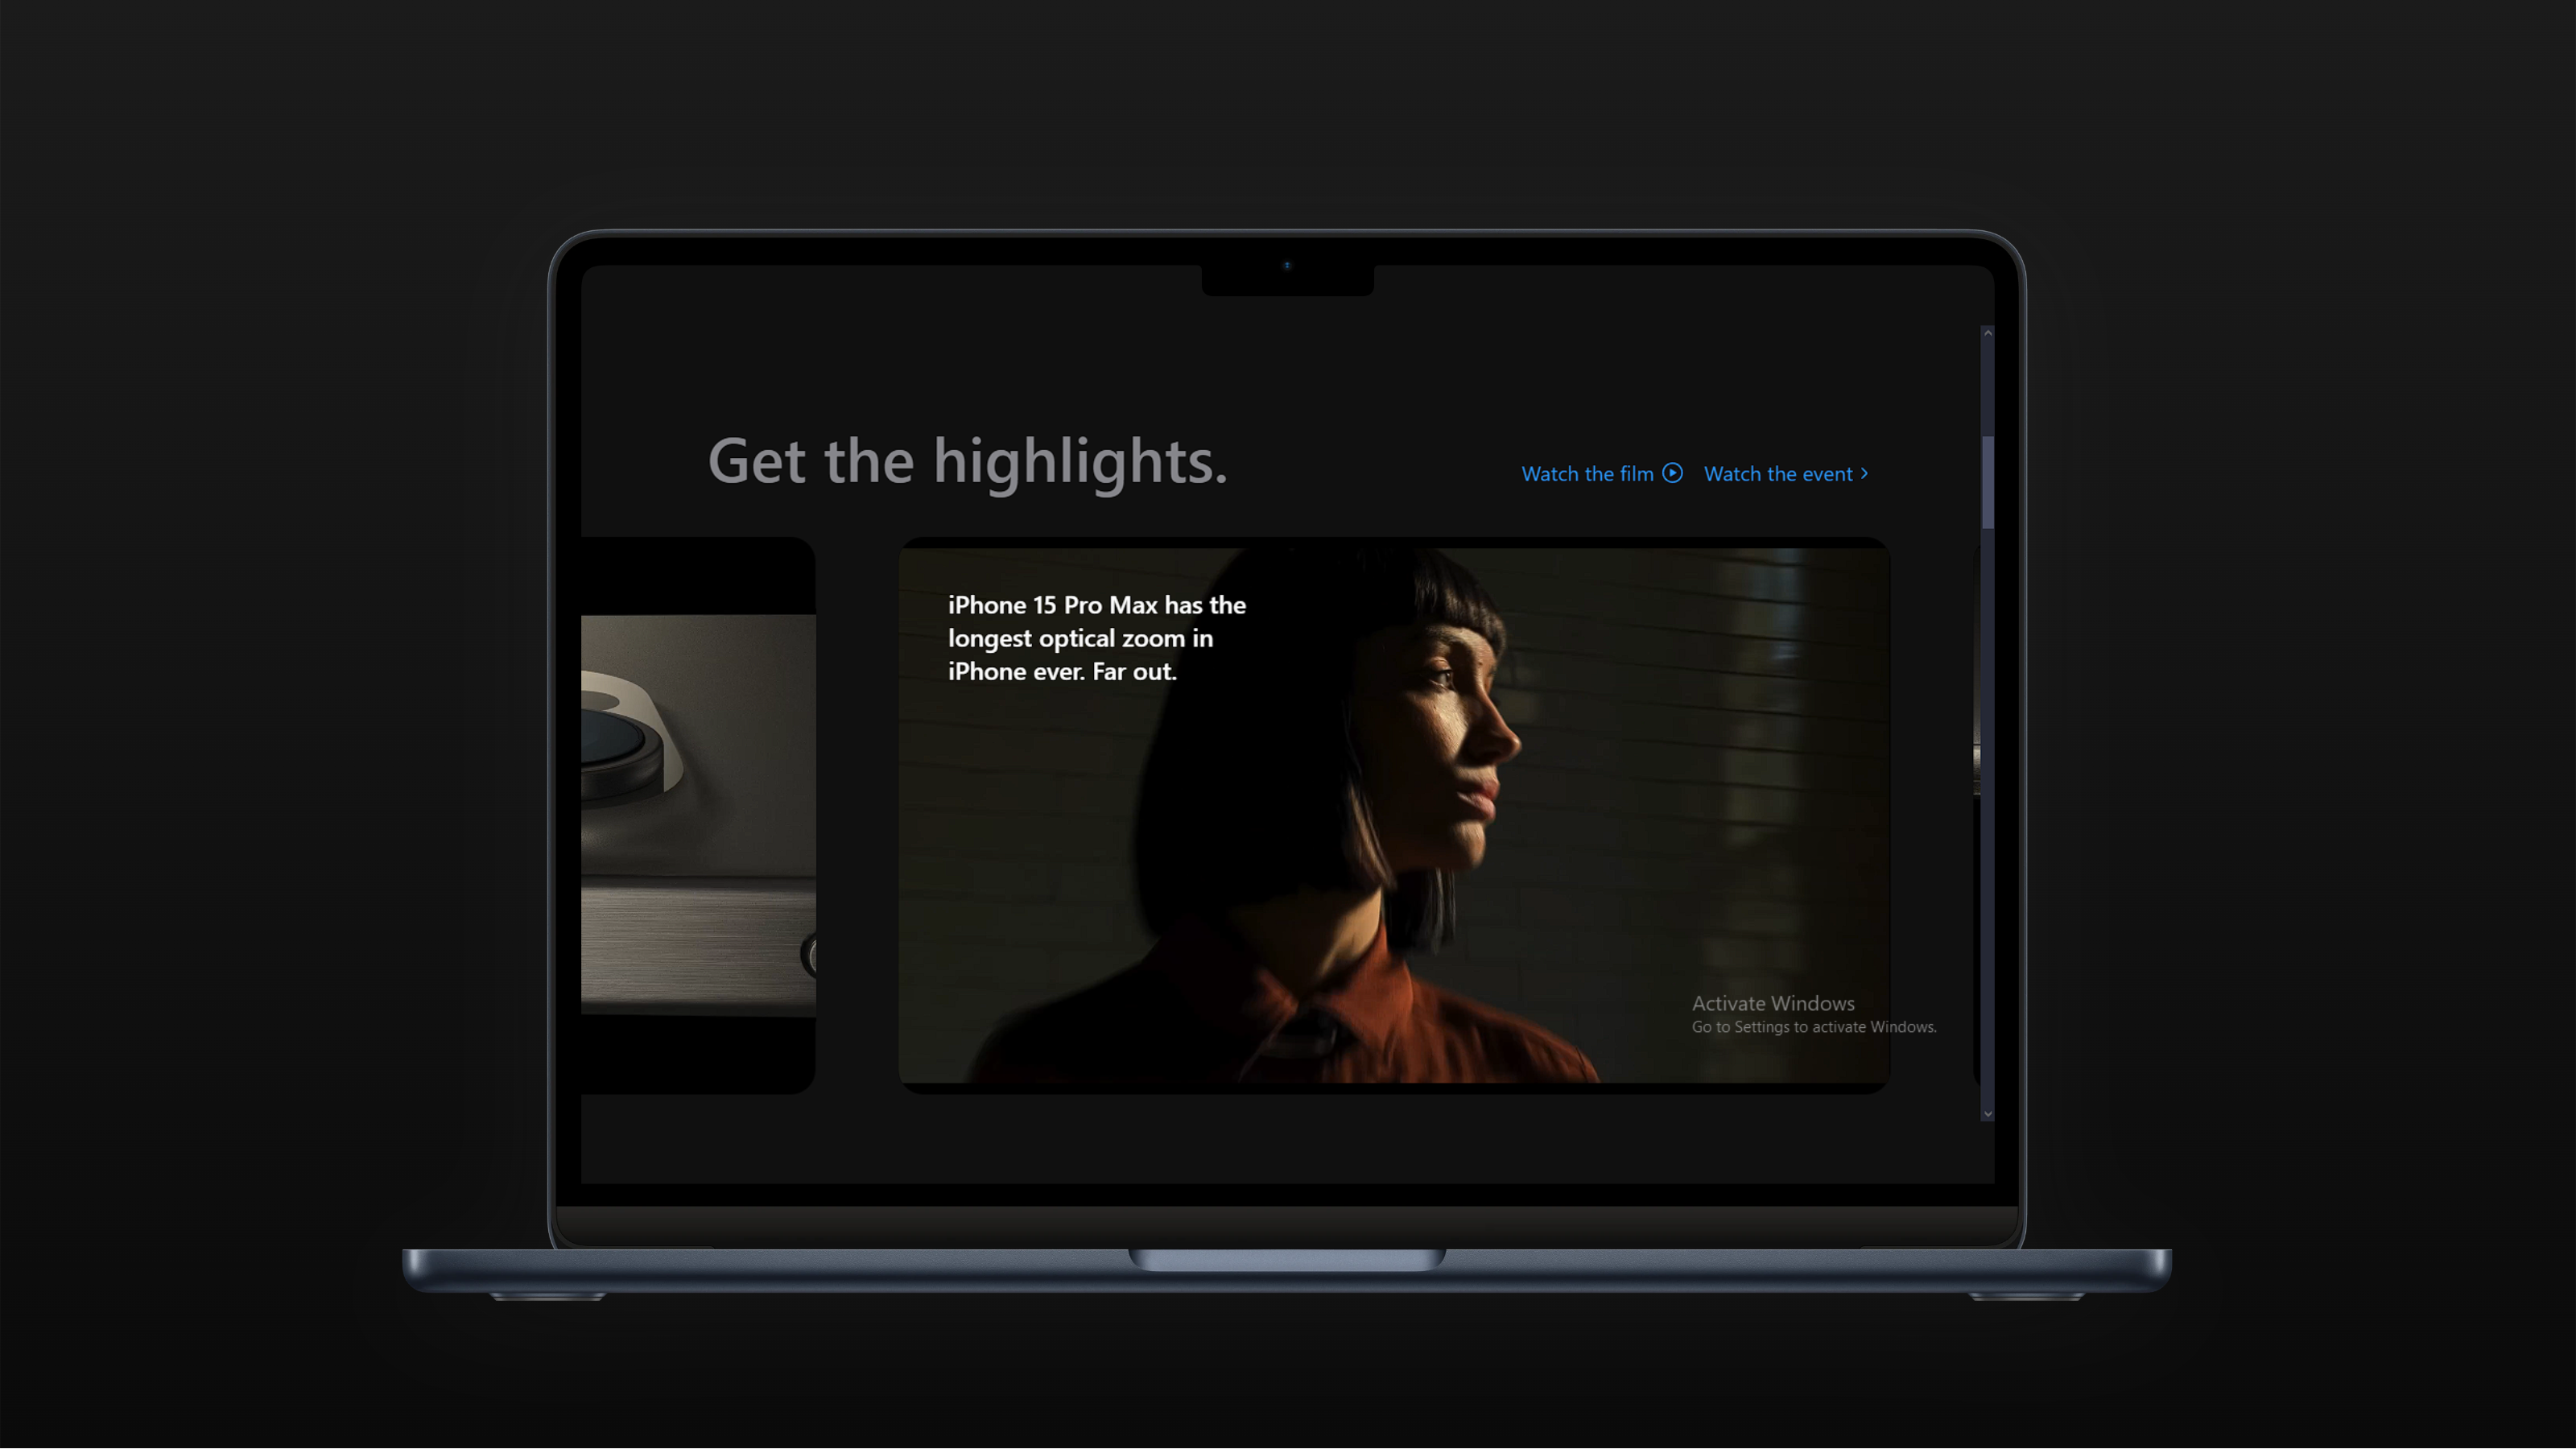 Get the highlights.
Watch the film Watch the event
iPhone 15 Pro Max has the
longest optical zoom in
iPhone ever. Far out.
Activate Windows
Go to Settings to activate Windows.